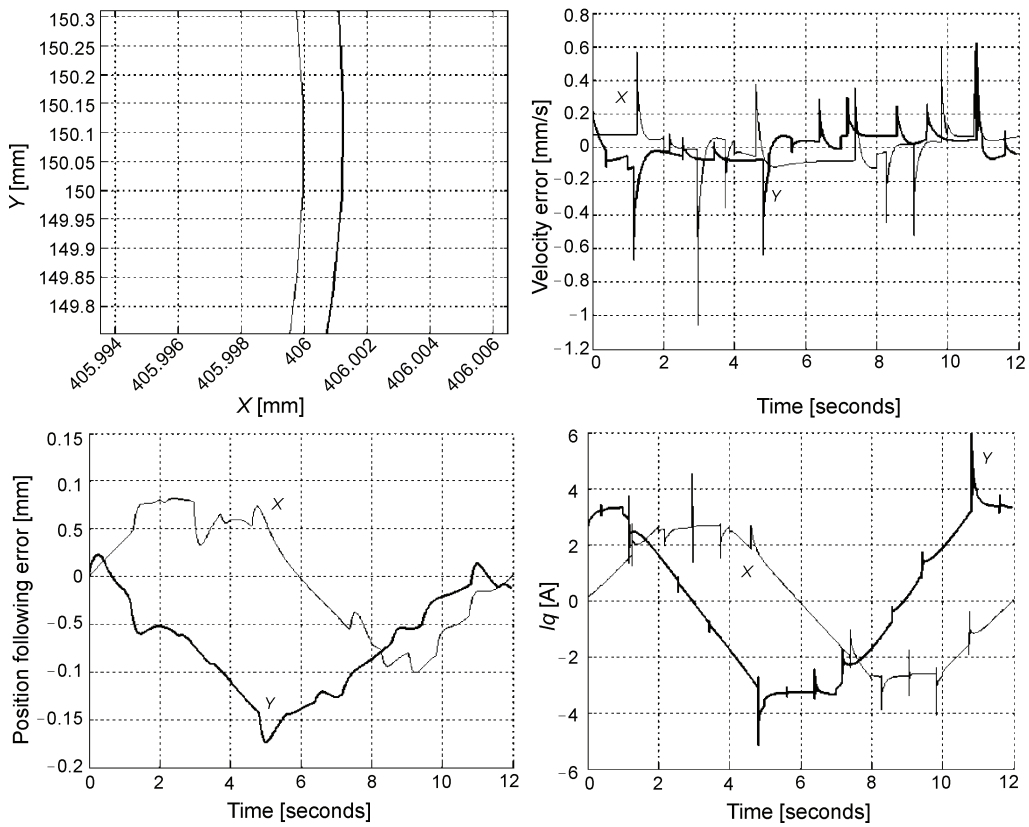 150.3
150.2
150.15
150.1
150.05
150
149.95
149.9
149.85
149.8
Y [mm]
405.994
405.996
405.998
406
406.002
406.004
406.006
X [mm]
0.8
0.6
0.4
0.2
0
−0.2
−0.4
−0.6
−0.8
−1
−1.2
Velocity error [mm/s]
X
Y
0 2 4 6 8 10 12
Time [seconds]
0.15
0.1
0.5
0
−0.5
−0.1
−0.15
−0.2
Position following error [mm]
X
Y
0 2 4 6 8 10 12
Time [seconds]
6
4
2
0
−2
−4
−6
Iq [A]
Y
X
0 2 4 6 8 10 12
Time [seconds]